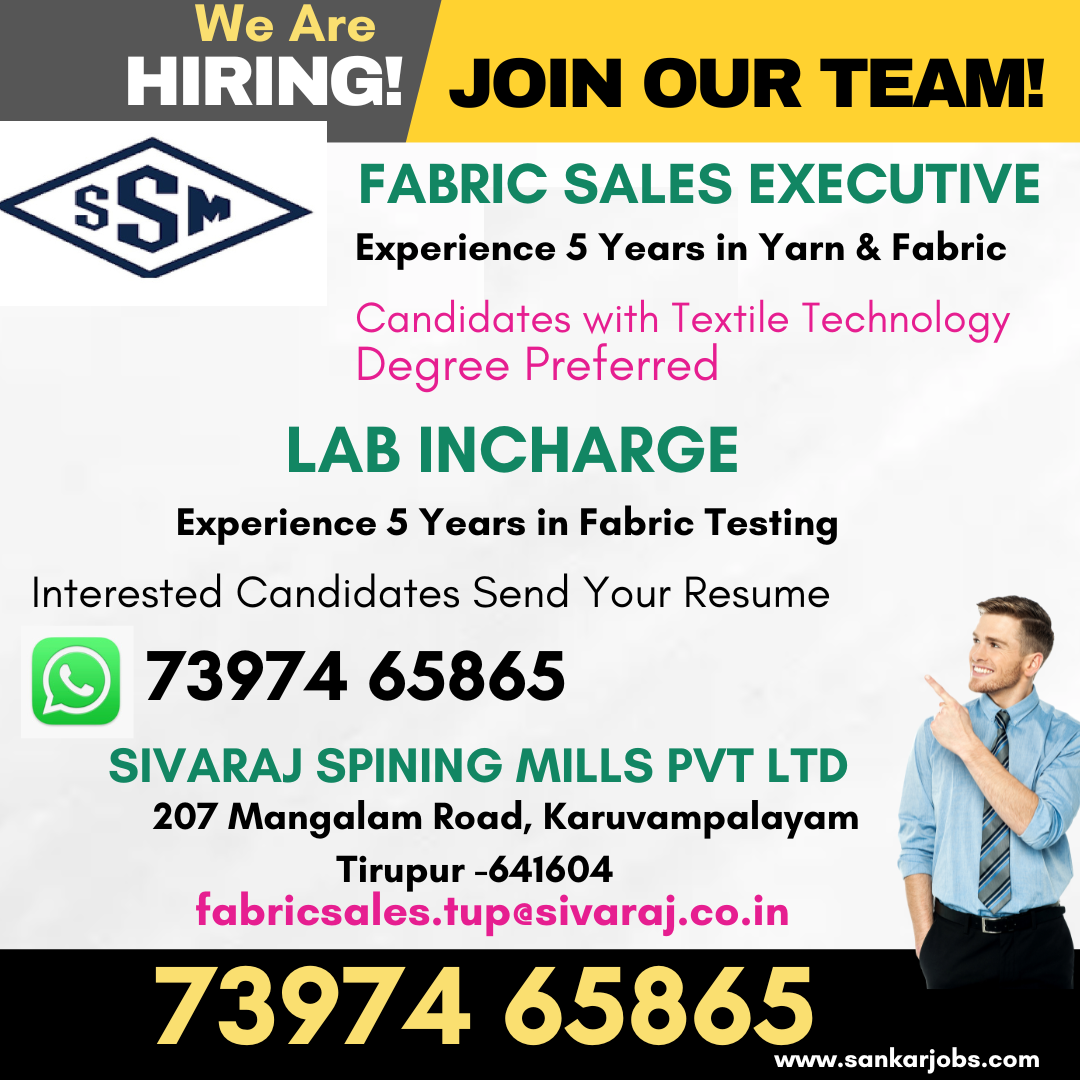 We Are
HIRING!
JOIN OUR TEAM!
SSM
FABRIC SALES EXECUTIVE
Experience 5 Years in Yarn & Fabric
Candidates with Textile Technology
Degree Preferred
LAB INCHARGE
Experience 5 Years in Fabric Testing
Interested Candidates Send Your Resume
73974 65865
SIVARAJ SPINING MILLS PVT LTD
207 Mangalam Road, Karuvampalayam
Tirupur -641604
fabricsales.tup@sivaraj.co.in
73974 65865
www.sankarjobs.com